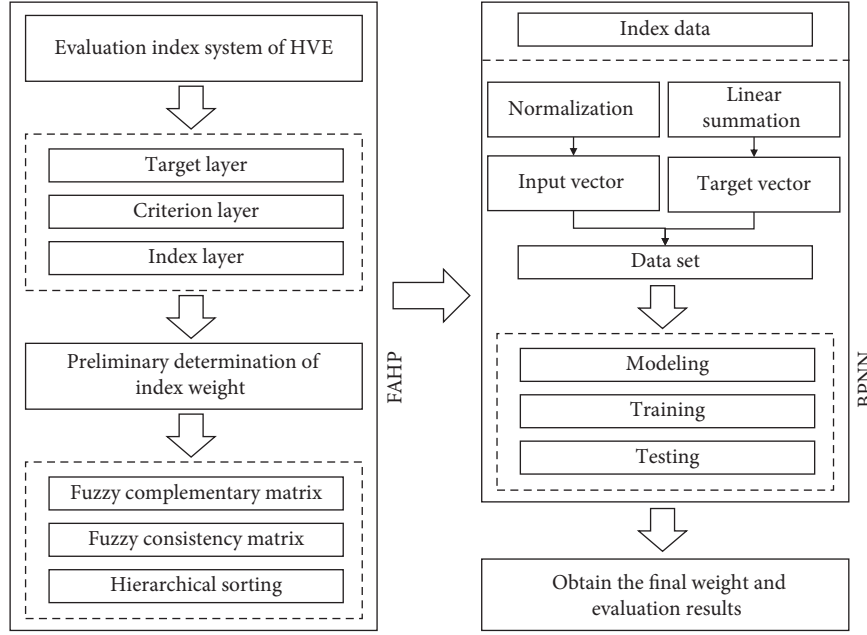 Evaluation index system of HVE
Target layer
Criterion layer
Index layer
Preliminary determination of
index weight
Fuzzy complementary matrix
Fuzzy consistency matrix
Hierarchical sorting
FAHP
Index data
Normalization
Linear
summation
Input vector
Target vector
Data set
Modeling
Training
Testing
BPNN
Obtain the final weight and
evaluation results